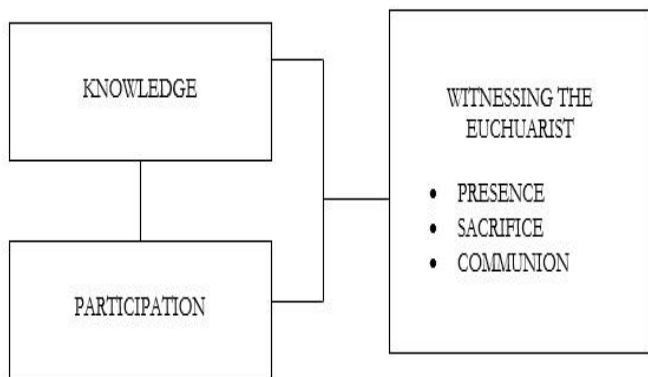 KNOWLEDGE
PARTICIPATION
WITNESSING THE
EUCHUARIST
• PRESENCE
• SACRIFICE
• COMMUNION